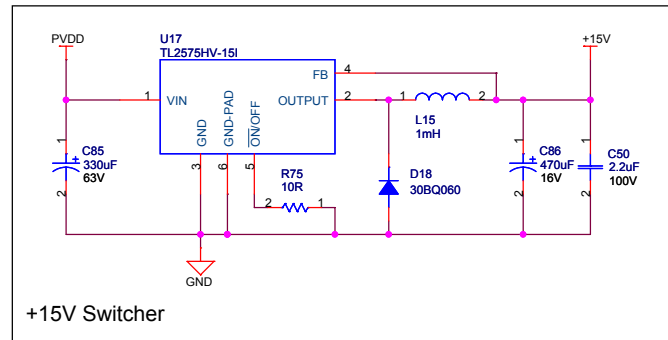 PVDD
U17
TL2575HV-15I
+15V
FB
4
1
VIN
OUTPUT
2
1
2
GND
GND-PAD
ON/OFF
L15
1mH
1
C85
330uF
63V
2
3
6
5
R75
10R
2
1
D18
30BQ060
1
C86
470uF
16V
2
1
C50
2.2uF
100V
2
GND
+15V Switcher